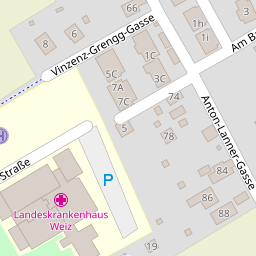 66
8
6
Vinzenz-Grengg-Gasse
1h
1i
1C
3C
5C
7A
7C
5
74
78
Am B
Anton-Lanner-Gasse
Straße
P
Landeskrankenhaus
Weiz
84
86
88
19